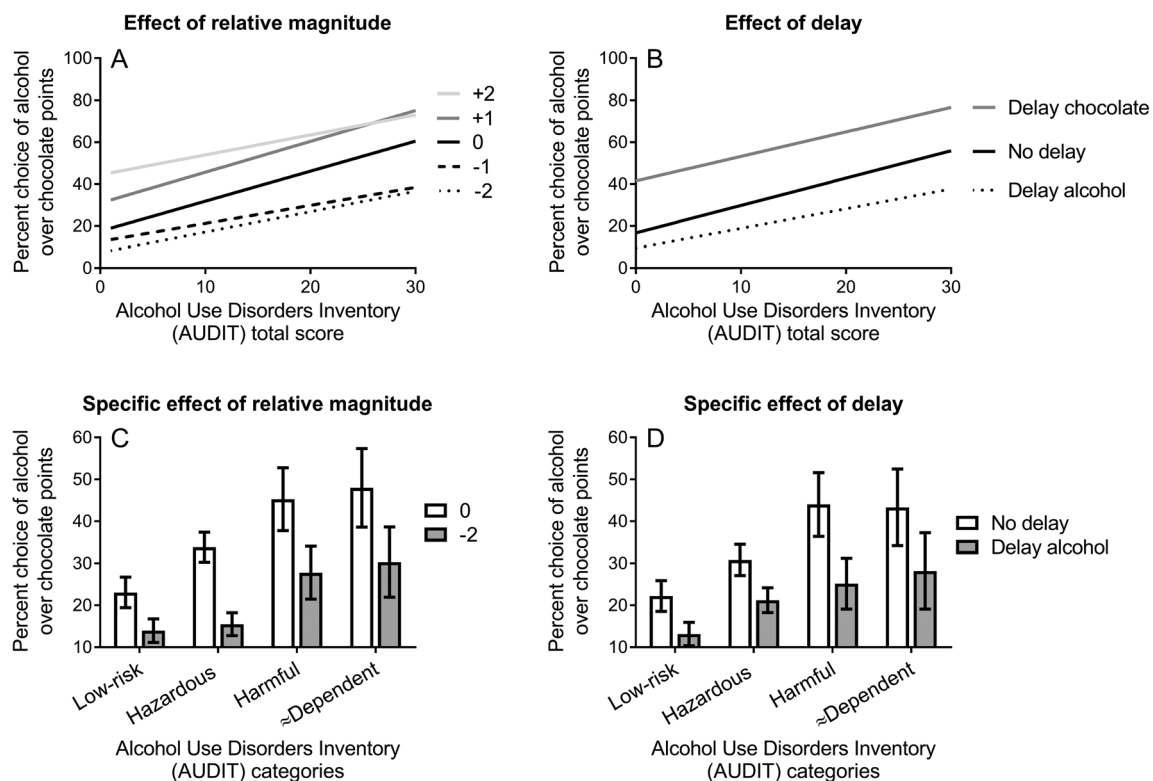 Effect of relative magnitude
A
Percent choice of alcohol
over chocolate points
100
80
60
40
20
0
0
10
20
30
+2
+1
0
-1
-2
Alcohol Use Disorders Inventory
(AUDIT) total score
Effect of delay
B
Percent choice of alcohol
over chocolate points
100
80
60
40
20
0
0
10
20
30
Delay chocolate
No delay
Delay alcohol
Alcohol Use Disorders Inventory
(AUDIT) total score
Specific effect of relative magnitude
C
Percent choice of alcohol
over chocolate points
60
50
40
30
20
10
0
-2
Low-risk
Hazardous
Harmful
≈Dependent
Alcohol Use Disorders Inventory
(AUDIT) categories
Specific effect of delay
D
Percent choice of alcohol
over chocolate points
60
50
40
30
20
10
No delay
Delay alcohol
Low-risk
Hazardous
Harmful
≈Dependent
Alcohol Use Disorders Inventory
(AUDIT) categories